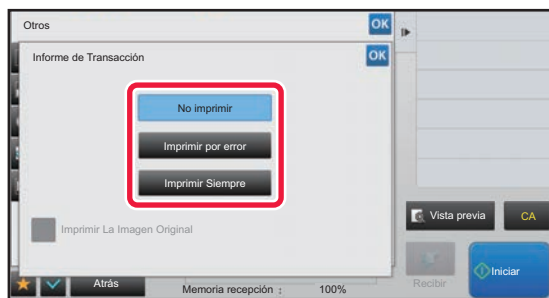 Otros
OK
Informe de Transacción
OK
No imprimir
Imprimir por error
Imprimir Siempre
Imprimir La Imagen Original
Vista previa
CA
Atrás
Memoria recepción :
100%
Recibir
Iniciar